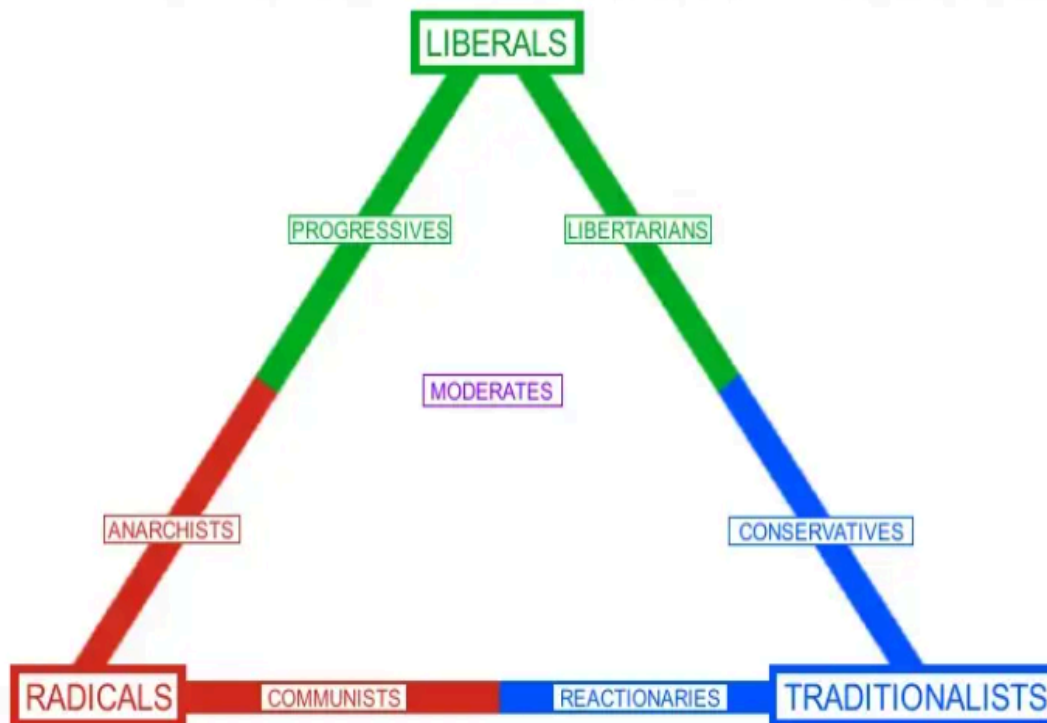 LIBERALS
PROGRESSIVES
LIBERTARIANS
MODERATES
ANARCHISTS
CONSERVATIVES
RADICALS
COMMUNISTS
REACTIONARIES
TRADITIONALISTS